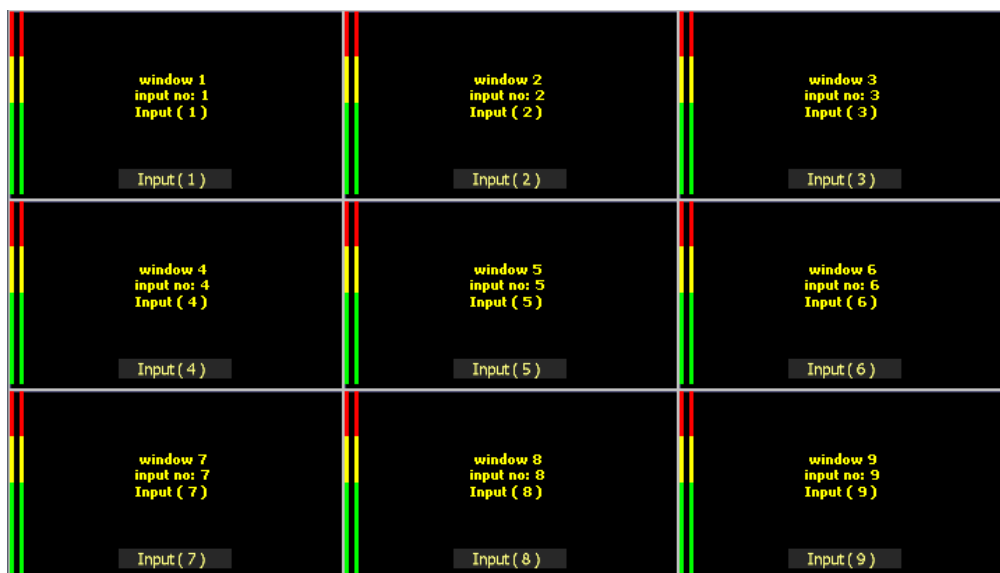 window 1
input no: 1
Input ( 1 )
Input ( 1 )
window 2
input no: 2
Input ( 2 )
Input ( 2 )
window 3
input no: 3
Input ( 3 )
Input ( 3 )
window 4
input no: 4
Input ( 4 )
Input ( 4 )
window 5
input no: 5
Input ( 5 )
Input ( 5 )
window 6
input no: 6
Input ( 6 )
Input ( 6 )
window 7
input no: 7
Input ( 7 )
Input ( 7 )
window 8
input no: 8
Input ( 8 )
Input ( 8 )
window 9
input no: 9
Input ( 9 )
Input ( 9 )